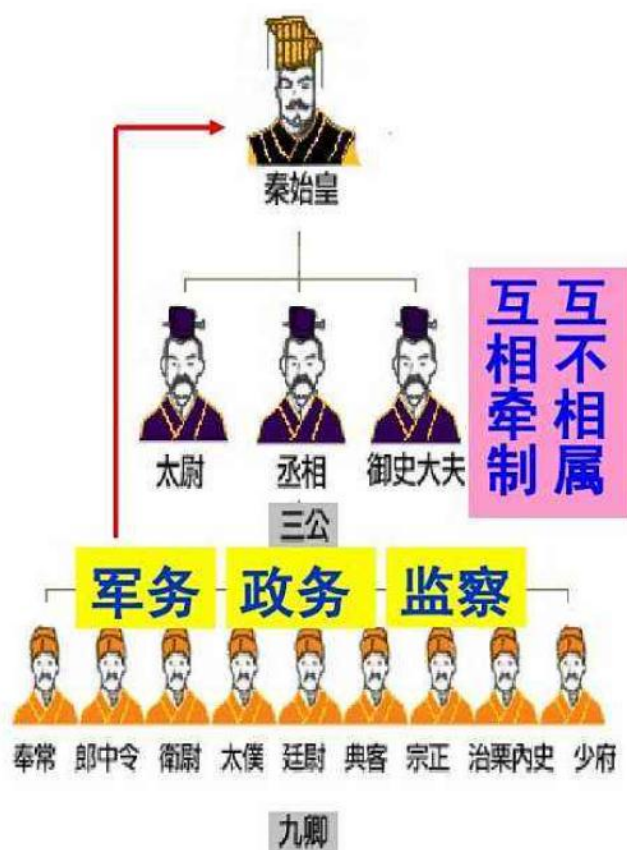 秦始皇
互不相属
互相牵制
太尉 丞相 御史大夫
三公
军务 政务 监察
奉常 郎中令 衛尉 太僕 廷尉 典客 宗正 治粟內史 少府
九卿